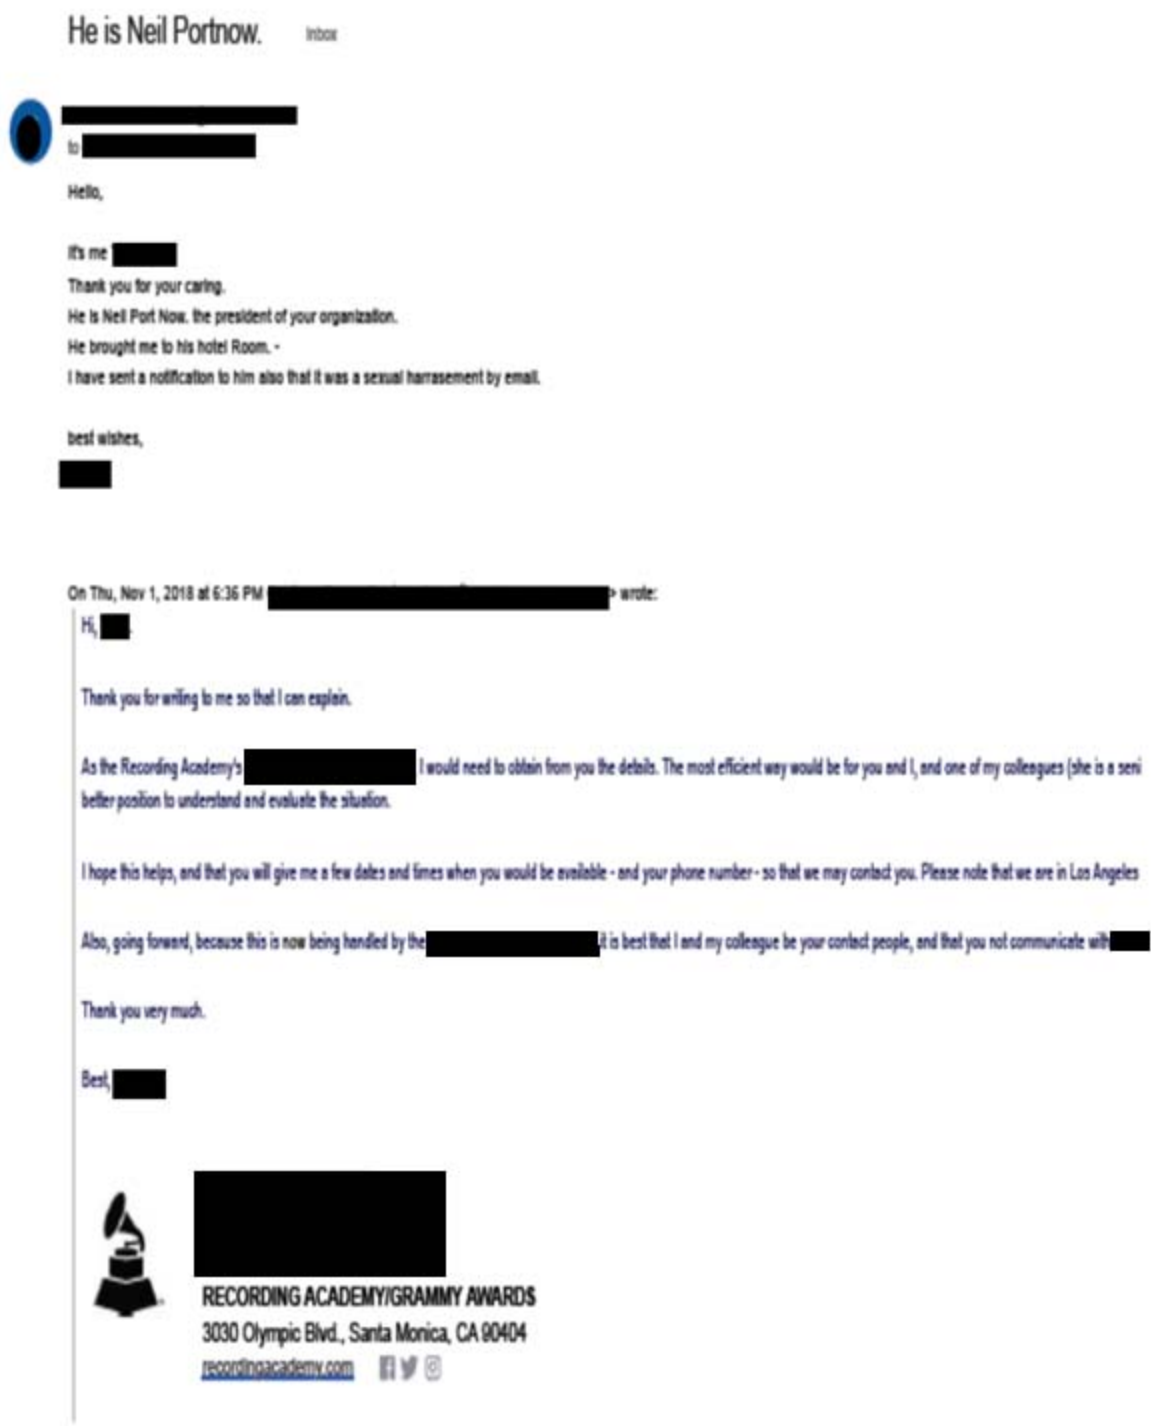 He is Neil Portnow. Inbox
to
Hello,
It's me
Thank you for your caring.
He is Neil Port Now. the president of your organization.
He brought me to his hotel Room. -
I have sent a notification to him also that it was a sexual harrasement by email.
best wishes,
On Thu, Nov 1, 2018 at 6:36 PM > wrote:
Hi,
Thank you for writing to me so that I can explain.
As the Recording Academy's I would need to obtain from you the details. The most efficient way would be for you and I, and one of my colleagues (she is a seni
better position to understand and evaluate the situation.
I hope this helps, and that you will give me a few dates and times when you would be available - and your phone number - so that we may contact you. Please note that we are in Los Angeles
Also, going forward, because this is now being handled by the it is best that I and my colleague be your contact people, and that you not communicate with
Thank you very much.
Best,
RECORDING ACADEMY/GRAMMY AWARDS
3030 Olympic Blvd., Santa Monica, CA 90404
recordingacademy.com